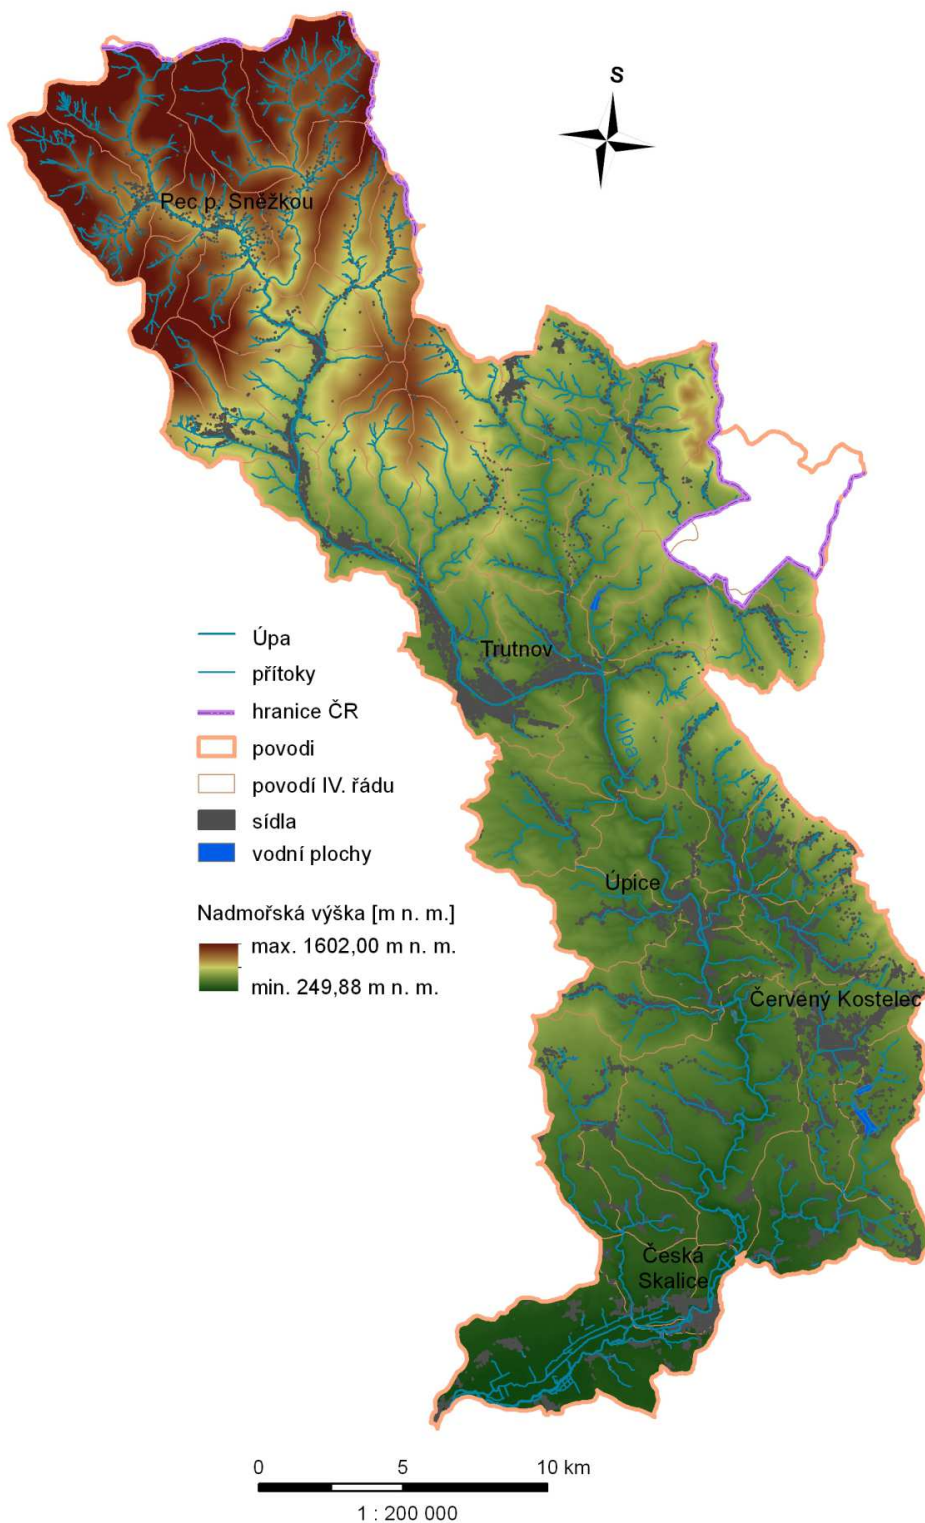 S
Pec p. Sněžkou
Úpa
přítoky
hranice ČR
povodi
povodí IV. řádu
sídla
vodní plochy
Nadmořská výška [m n. m.]
max. 1602,00 m n. m.
min. 249,88 m n. m.
Trutnov
Úpa
Úpice
Červený Kostelec
Česká
Skalice
0 5 10 km
1 : 200 000